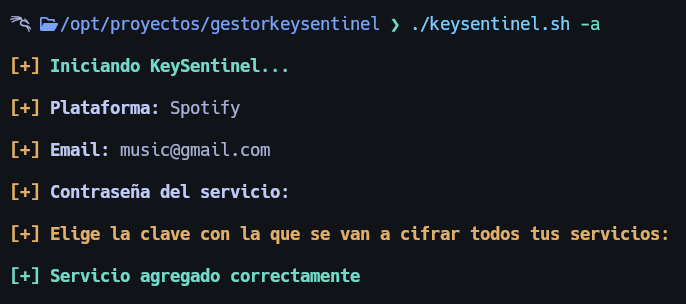 /opt/proyectos/gestorkeysentinel ❯ ./keysentinel.sh -a
[+] Iniciando KeySentinel...
[+] Plataforma: Spotify
[+] Email: music@gmail.com
[+] Contraseña del servicio:
[+] Elige la clave con la que se van a cifrar todos tus servicios:
[+] Servicio agregado correctamente